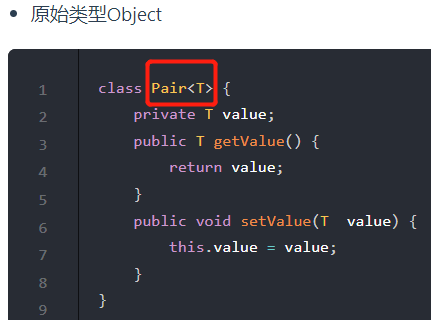 原始类型Object
1 class Pair<T> {
2     private T value;
3     public T getValue() {
4         return value;
5     }
6     public void setValue(T  value) {
7         this.value = value;
8     }
9 }